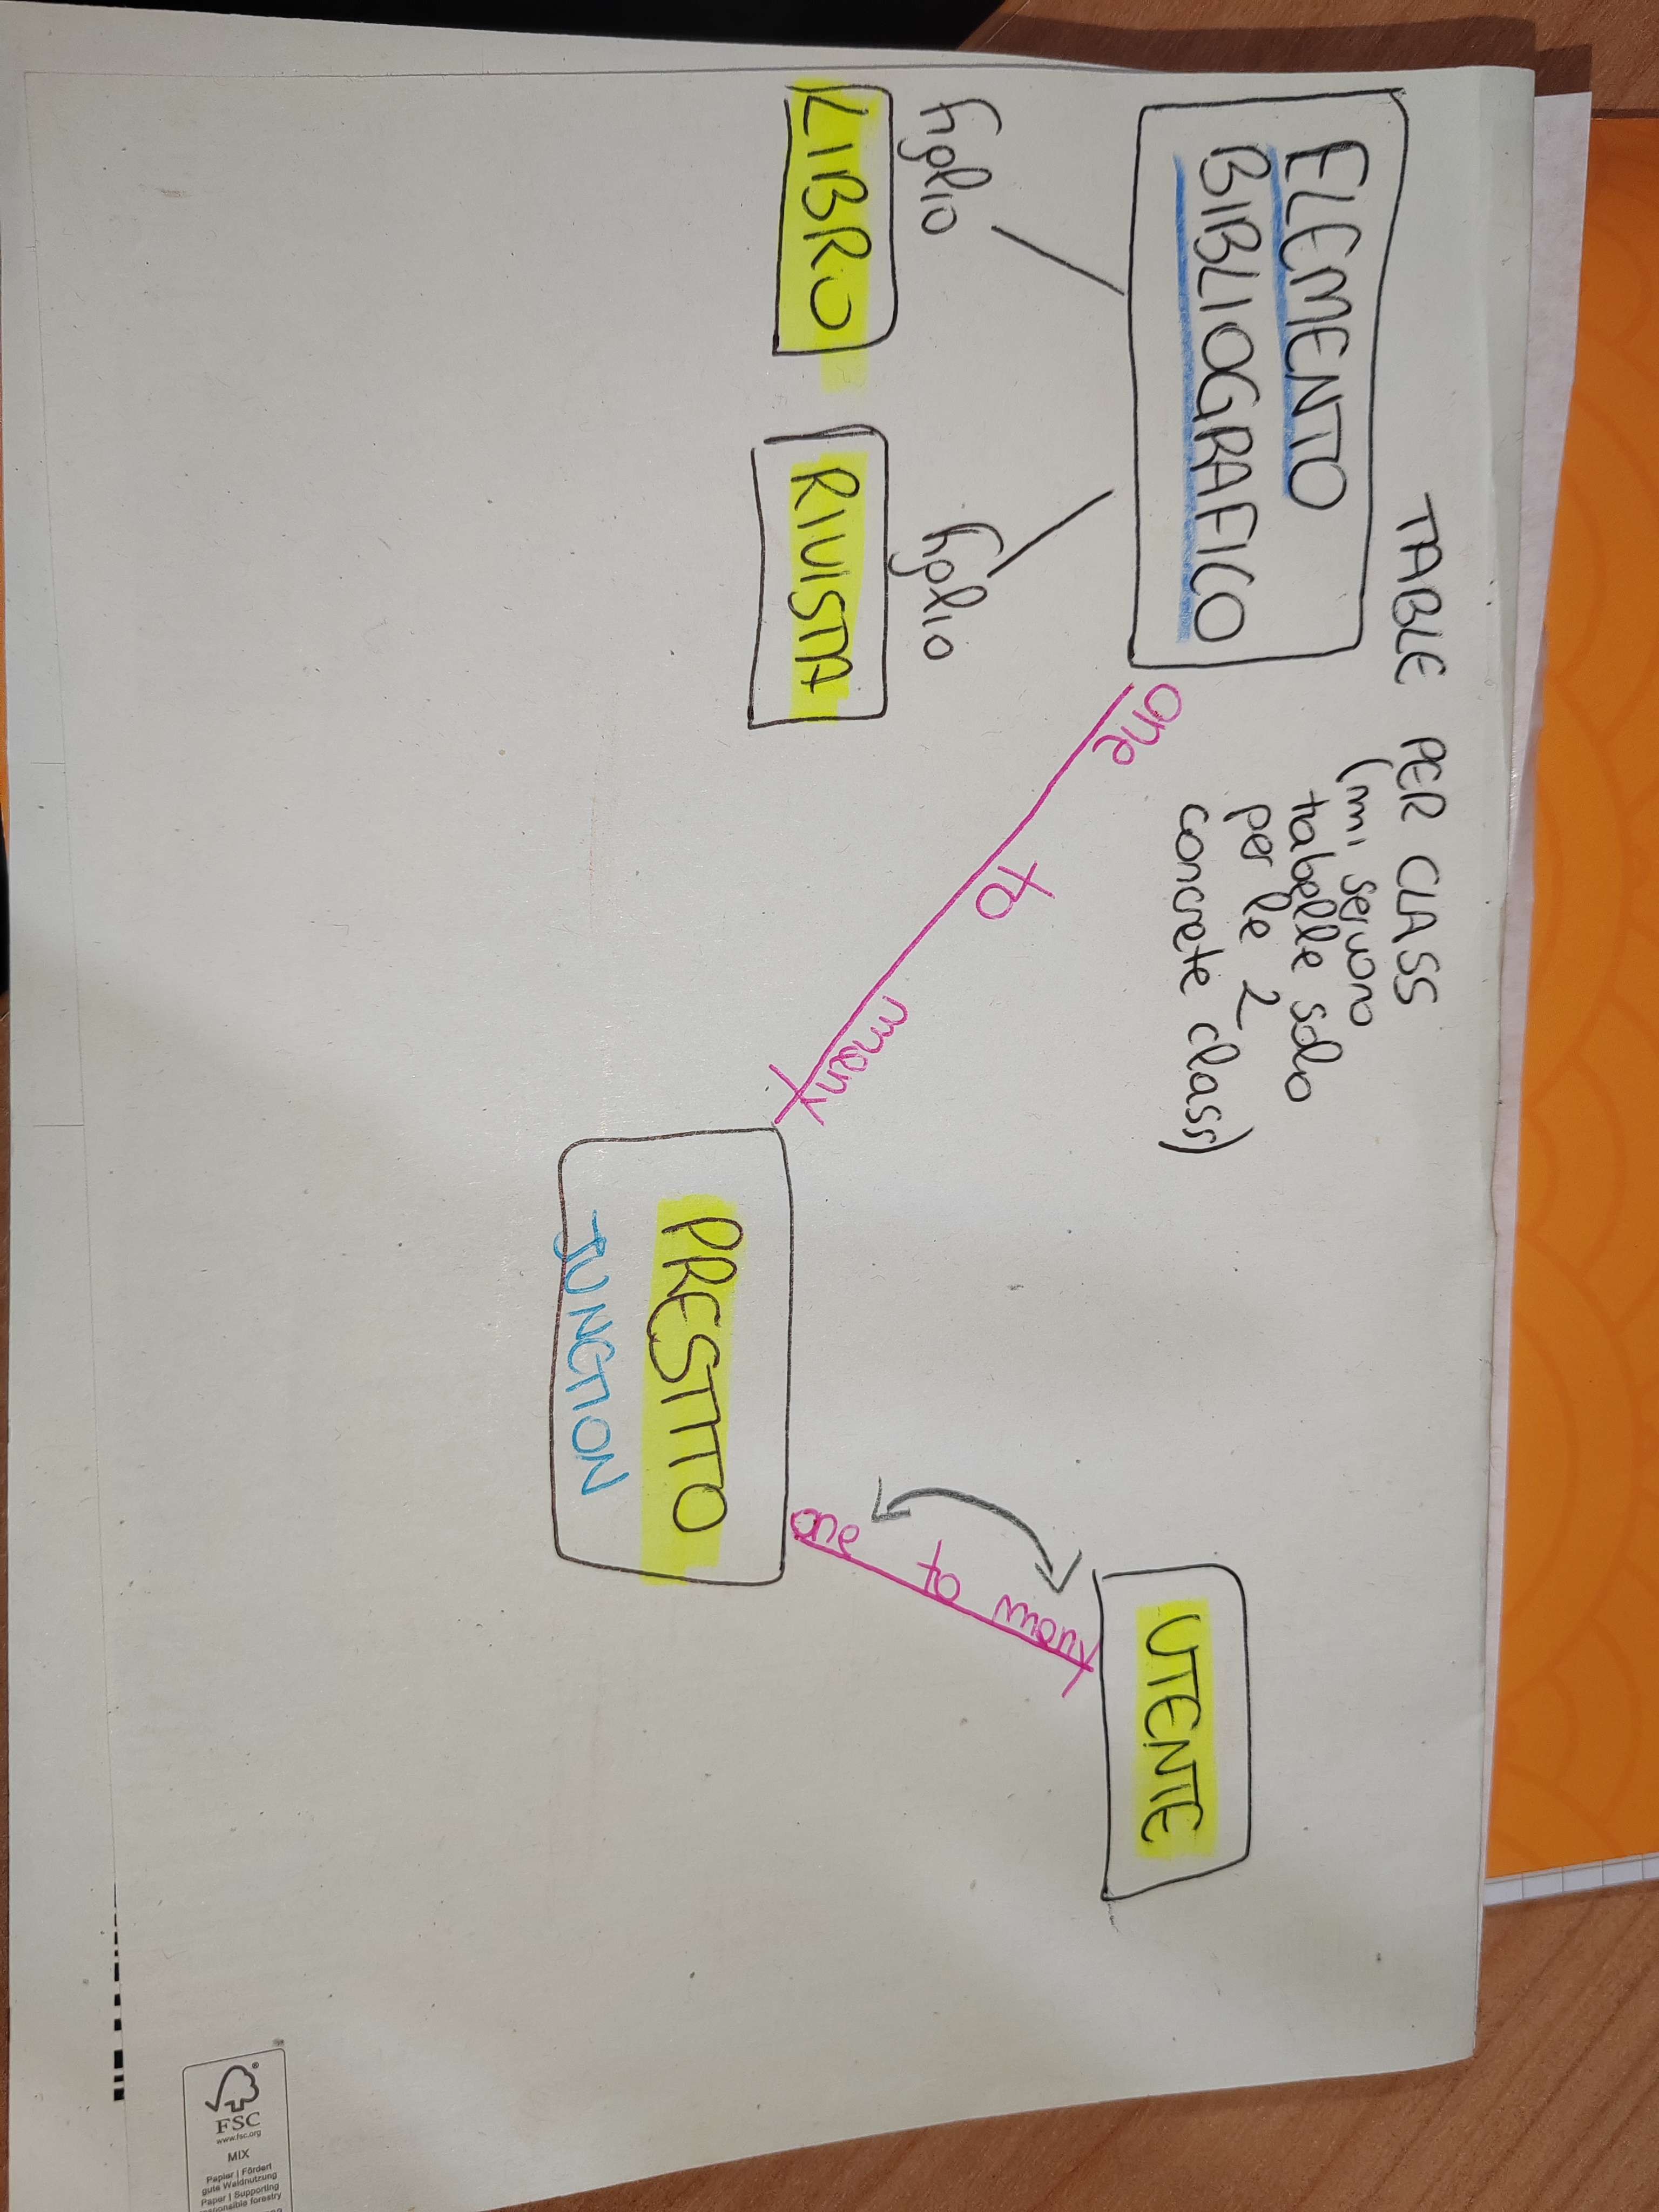 TABLE PER CLASS
(mi servono
tabelle solo
per le 2
concrete class)
ELEMENTO
BIBLIOGRAFICO
figlio
figlio
LIBRO
RIVISTA
one to many
PRESTITO
JUNCTION
one to many
UTENTE
FSC
www.fsc.org
MIX
Papier | Fördert
gute Waldnutzung
Paper | Supporting
responsible forestry